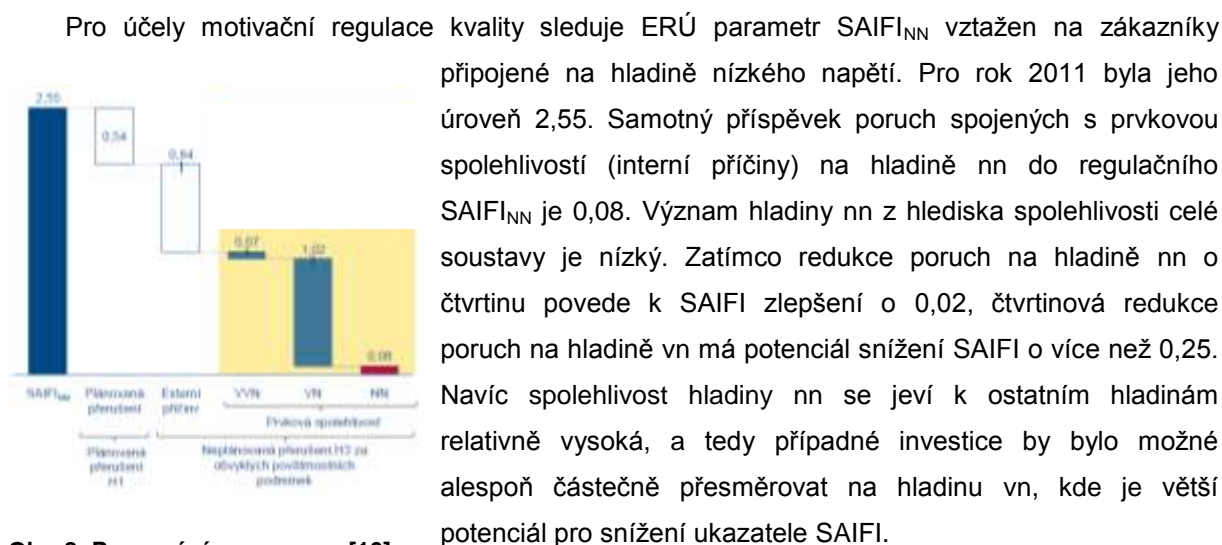 Pro účely motivační regulace kvality sleduje ERÚ parametr SAIFI_NN vztažen na zákazníky
připojené na hladině nízkého napětí. Pro rok 2011 byla jeho
úroveň 2,55. Samotný příspěvek poruch spojených s prvkovou
spolehlivostí (interní příčiny) na hladině nn do regulačního
SAIFI_NN je 0,08. Význam hladiny nn z hlediska spolehlivosti celé
soustavy je nízký. Zatímco redukce poruch na hladině nn o
čtvrtinu povede k SAIFI zlepšení o 0,02, čtvrtinová redukce
poruch na hladině vn má potenciál snížení SAIFI o více než 0,25.
Navíc spolehlivost hladiny nn se jeví k ostatním hladinám
relativně vysoká, a tedy případné investice by bylo možné
alespoň částečně přesměrovat na hladinu vn, kde je větší
potenciál pro snížení ukazatele SAIFI.
2,55
0,54
0,84
0,07
1,02
0,08
SAIFI_NN
Plánovaná
přerušení
Externí
příčiny
VVN
VN
NN
Prvková spolehlivost
Plánovaná
přerušení
H1
Neplánovaná přerušení H3 za
obvyklých povětrnostních
podmínek